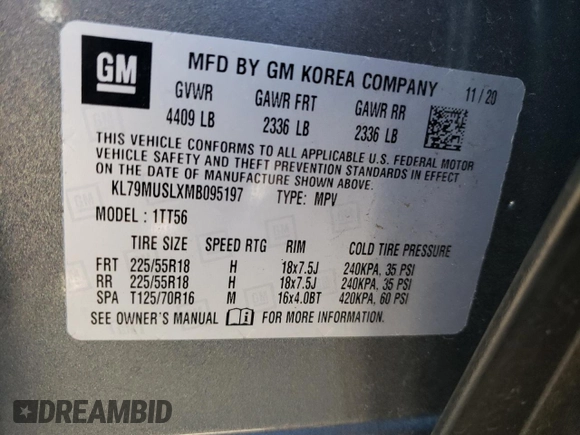 GM
MFD BY GM KOREA COMPANY 11/20
GVWR GAWR FRT GAWR RR
4409 LB 2336 LB 2336 LB
THIS VEHICLE CONFORMS TO ALL APPLICABLE U.S. FEDERAL MOTOR
VEHICLE SAFETY AND THEFT PREVENTION STANDARDS IN EFFECT
ON THE DATE OF MANUFACTURE SHOWN ABOVE.
KL79MUSLXMB095197 TYPE: MPV
MODEL: 1TT56
TIRE SIZE SPEED RTG RIM COLD TIRE PRESSURE
FRT 225/55R18 H 18x7.5J 240KPA, 35 PSI
RR 225/55R18 H 18x7.5J 240KPA, 35 PSI
SPA T125/70R16 M 16x4.0BT 420KPA, 60 PSI
SEE OWNER'S MANUAL FOR MORE INFORMATION.
DREAMBID